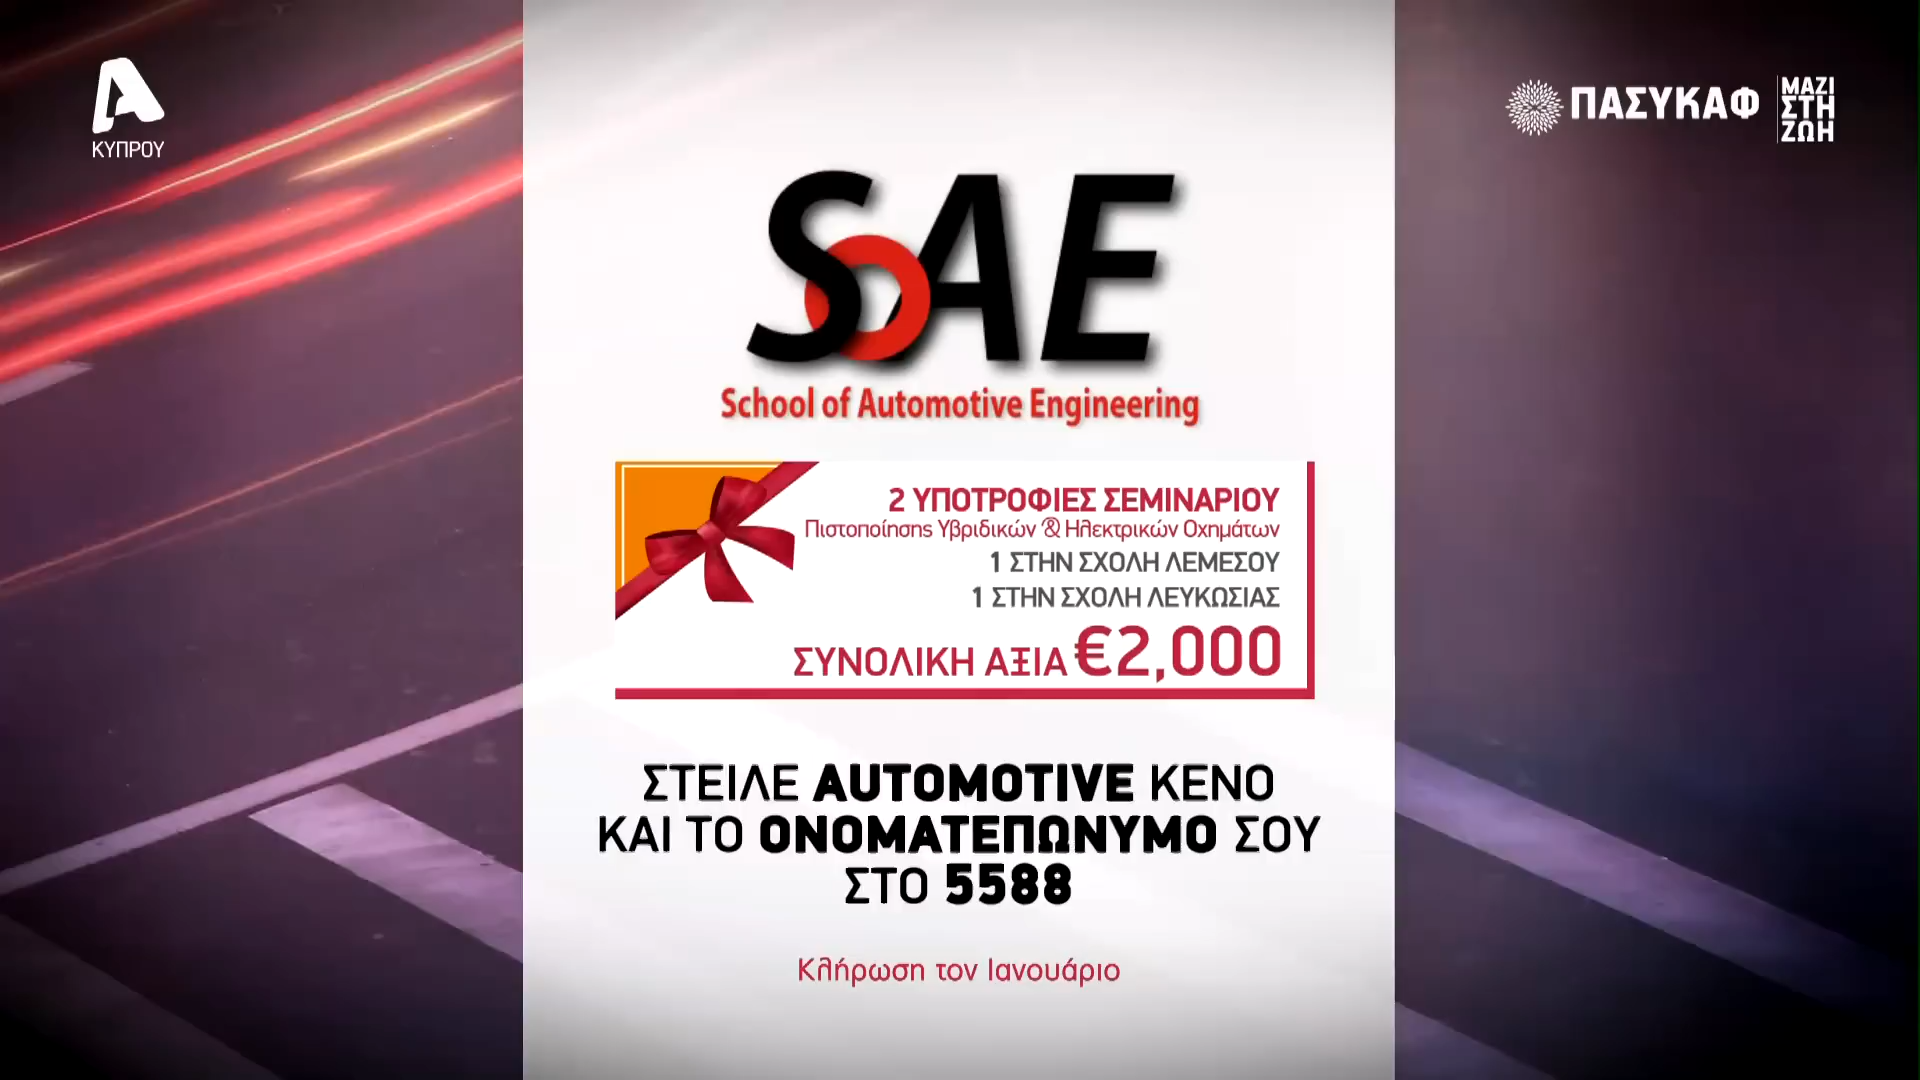 ΚΥΠΡΟΥ
ΠΑΣΥΚΑΦ
ΜΑΖΙ
ΣΤΗ
ΖΩΗ
SoAE
School of Automotive Engineering
2 ΥΠΟΤΡΟΦΙΕΣ ΣΕΜΙΝΑΡΙΟΥ
Πιστοποίησης Υβριδικών & Ηλεκτρικών Οχημάτων
1 ΣΤΗΝ ΣΧΟΛΗ ΛΕΜΕΣΟΥ
1 ΣΤΗΝ ΣΧΟΛΗ ΛΕΥΚΩΣΙΑΣ
ΣΥΝΟΛΙΚΗ ΑΞΙΑ €2,000
ΣΤΕΙΛΕ AUTOMOTIVE ΚΕΝΟ
ΚΑΙ ΤΟ ΟΝΟΜΑΤΕΠΩΝΥΜΟ ΣΟΥ
ΣΤΟ 5588
Κλήρωση τον Ιανουάριο